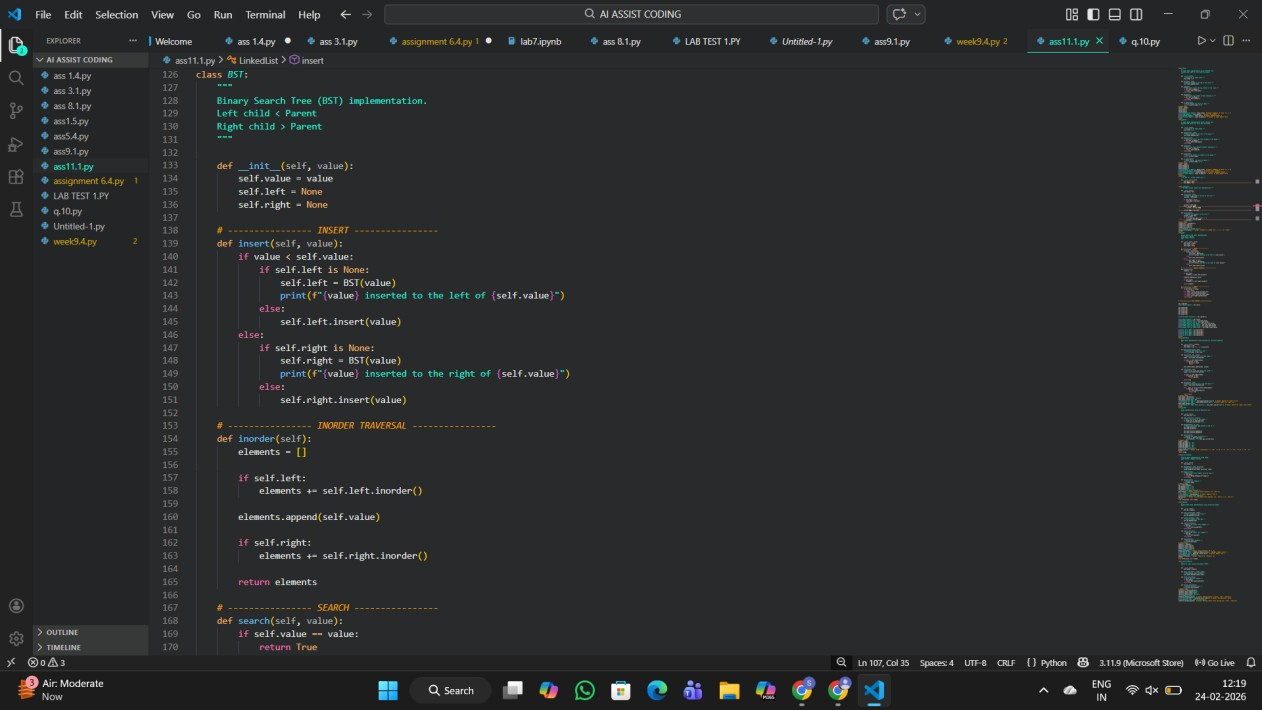 File Edit Selection View Go Run Terminal Help AI ASSIST CODING
EXPLORER
Welcome ass 1.4.py ass 3.1.py assignment 6.4.py 1 lab7.ipynb ass 8.1.py LAB TEST 1.PY Untitled-1.py ass9.1.py week9.4.py 2 ass11.1.py q.10.py
AI ASSIST CODING
ass 1.4.py
ass 3.1.py
ass 8.1.py
ass1.5.py
ass5.4.py
ass9.1.py
ass11.1.py
assignment 6.4.py 1
LAB TEST 1.PY
q.10.py
Untitled-1.py
week9.4.py 2
OUTLINE
TIMELINE
ass11.1.py > LinkedList > insert
126 class BST:
127 """
128 Binary Search Tree (BST) implementation.
129 Left child < Parent
130 Right child > Parent
131 """
132
133 def __init__(self, value):
134 self.value = value
135 self.left = None
136 self.right = None
137
138 # ---------------- INSERT ----------------
139 def insert(self, value):
140 if value < self.value:
141 if self.left is None:
142 self.left = BST(value)
143 print(f"{value} inserted to the left of {self.value}")
144 else:
145 self.left.insert(value)
146 else:
147 if self.right is None:
148 self.right = BST(value)
149 print(f"{value} inserted to the right of {self.value}")
150 else:
151 self.right.insert(value)
152
153 # ---------------- INORDER TRAVERSAL ----------------
154 def inorder(self):
155 elements = []
156
157 if self.left:
158 elements += self.left.inorder()
159
160 elements.append(self.value)
161
162 if self.right:
163 elements += self.right.inorder()
164
165 return elements
166
167 # ---------------- SEARCH ----------------
168 def search(self, value):
169 if self.value == value:
170 return True
0 3 Ln 107, Col 35 Spaces: 4 UTF-8 CRLF { } Python 3.11.9 (Microsoft Store) Go Live
3 Air: Moderate
Now
Search
ENG
IN
12:19
24-02-2026